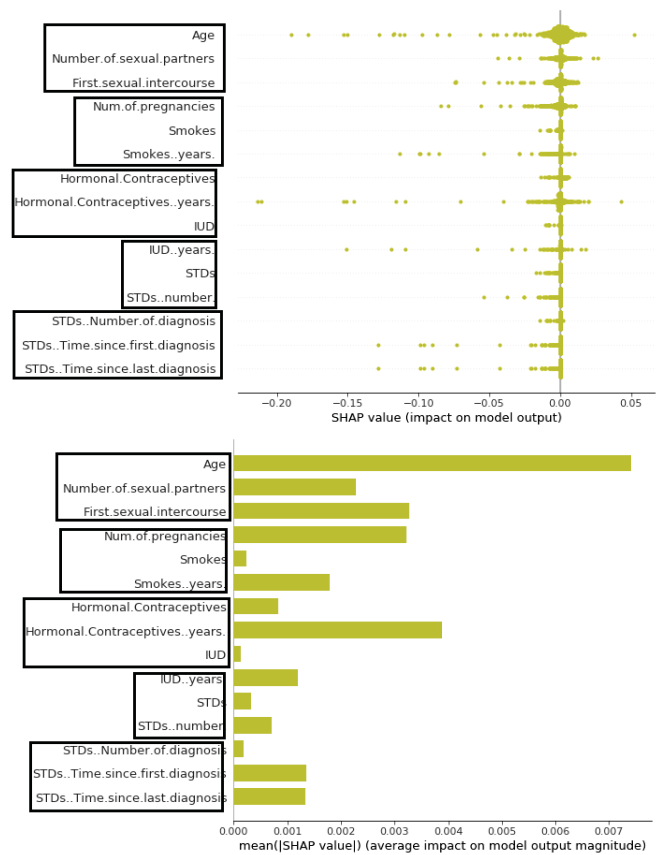 Age
Number.of.sexual.partners
First.sexual.intercourse
Num.of.pregnancies
Smokes
Smokes..years.
Hormonal.Contraceptives
Hormonal.Contraceptives..years.
IUD
IUD..years.
STDs
STDs..number.
STDs..Number.of.diagnosis
STDs..Time.since.first.diagnosis
STDs..Time.since.last.diagnosis
−0.20 −0.15 −0.10 −0.05 0.00 0.05
SHAP value (impact on model output)
Age
Number.of.sexual.partners
First.sexual.intercourse
Num.of.pregnancies
Smokes
Smokes..years.
Hormonal.Contraceptives
Hormonal.Contraceptives..years.
IUD
IUD..years.
STDs
STDs..number.
STDs..Number.of.diagnosis
STDs..Time.since.first.diagnosis
STDs..Time.since.last.diagnosis
0.000 0.001 0.002 0.003 0.004 0.005 0.006 0.007
mean(|SHAP value|) (average impact on model output magnitude)